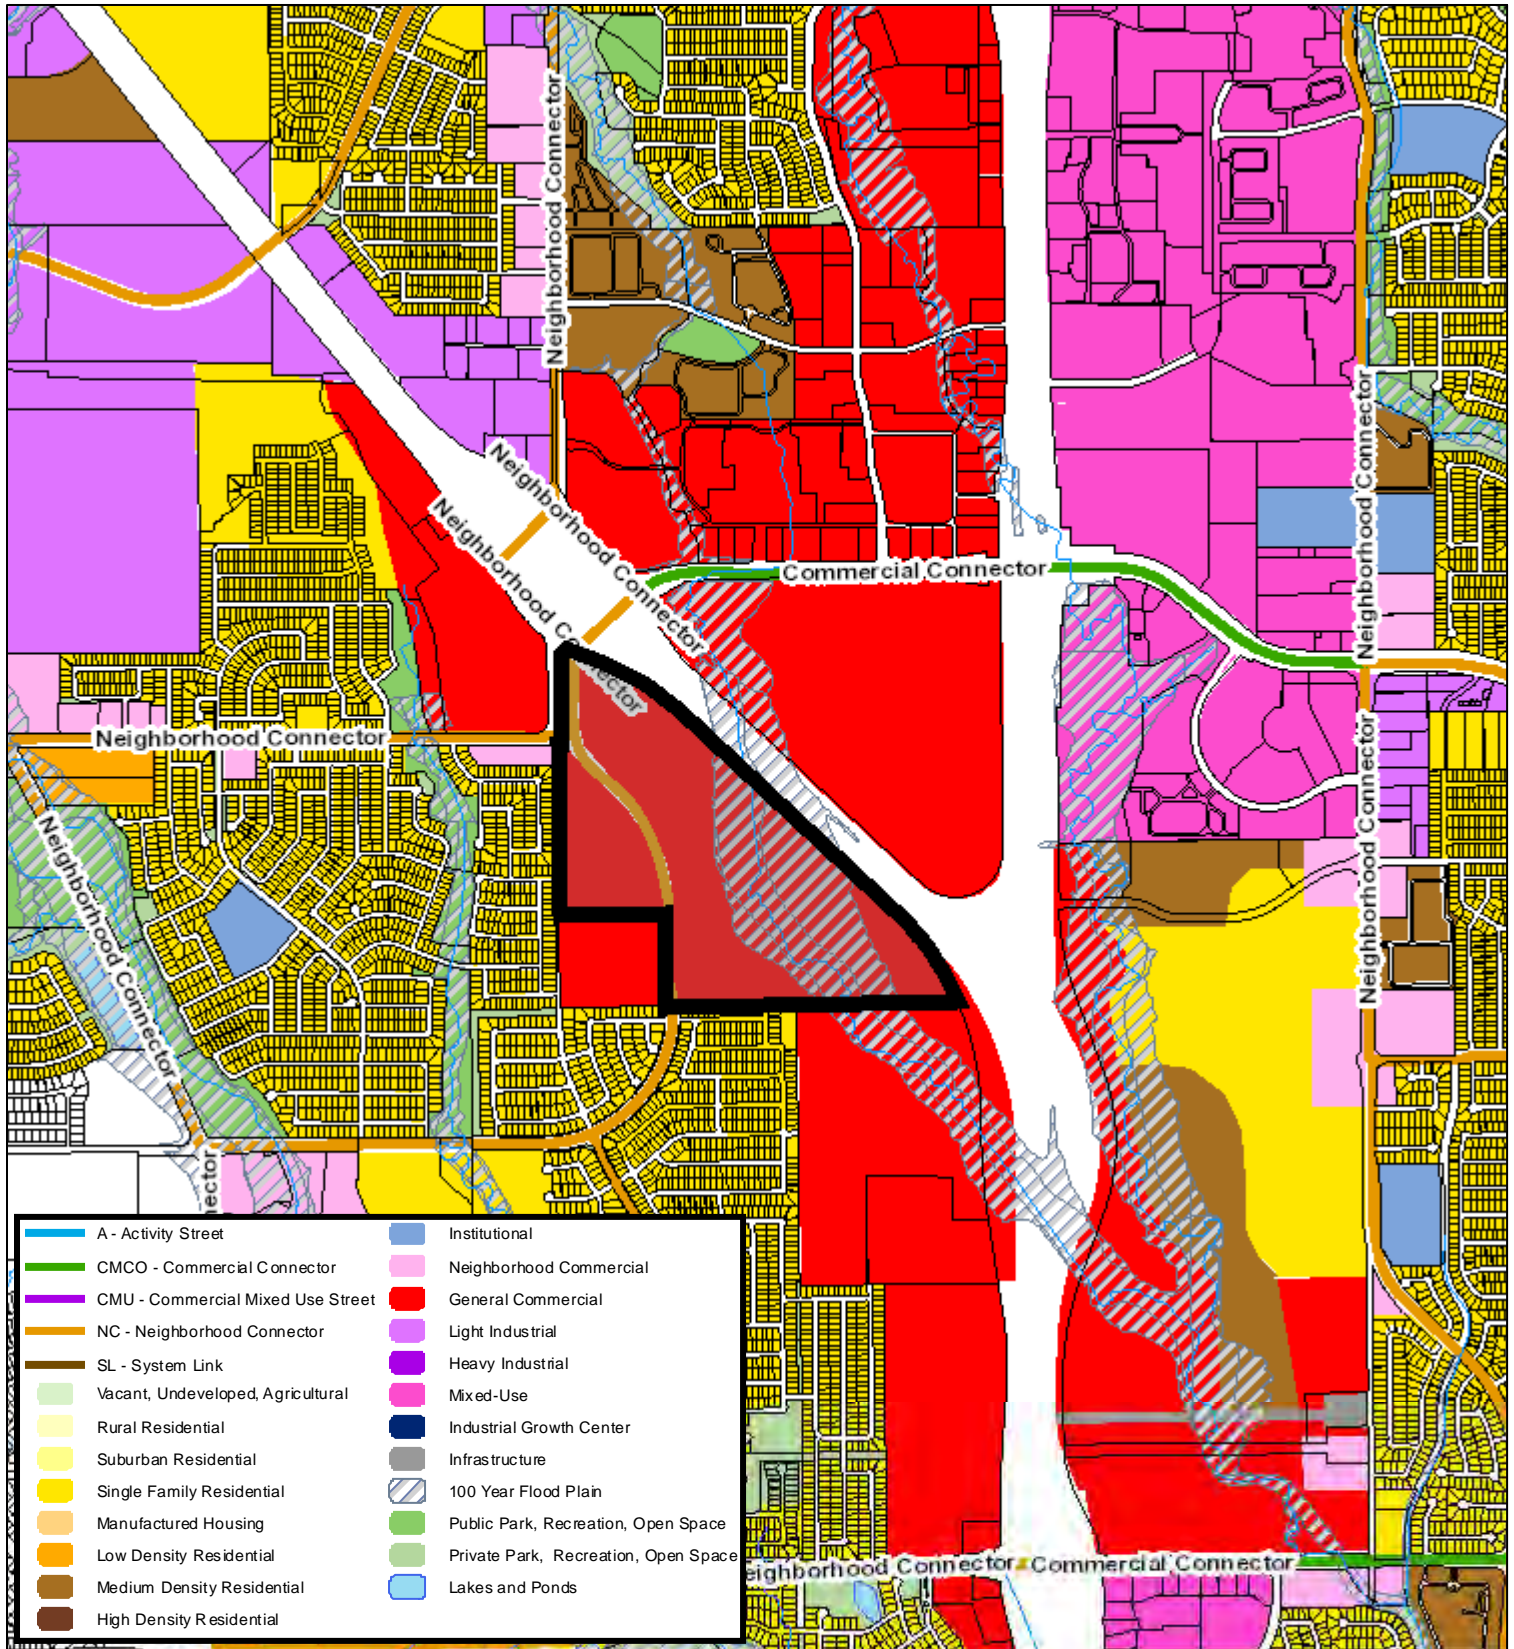 Neighborhood Connector
Neighborhood Connector
Neighborhood Connector
Commercial Connector
Neighborhood Connector
Neighborhood Connector
Neighborhood Connector
Neighborhood Connector
Neighborhood Connector
A - Activity Street
CMCO - Commercial Connector
CMU - Commercial Mixed Use Street
NC - Neighborhood Connector
SL - System Link
Vacant, Undeveloped, Agricultural
Rural Residential
Suburban Residential
Single Family Residential
Manufactured Housing
Low Density Residential
Medium Density Residential
High Density Residential
Institutional
Neighborhood Commercial
General Commercial
Light Industrial
Heavy Industrial
Mixed-Use
Industrial Growth Center
Infrastructure
100 Year Flood Plain
Public Park, Recreation, Open Space
Private Park, Recreation, Open Space
Lakes and Ponds
eighborhood Connector
Commercial Connector